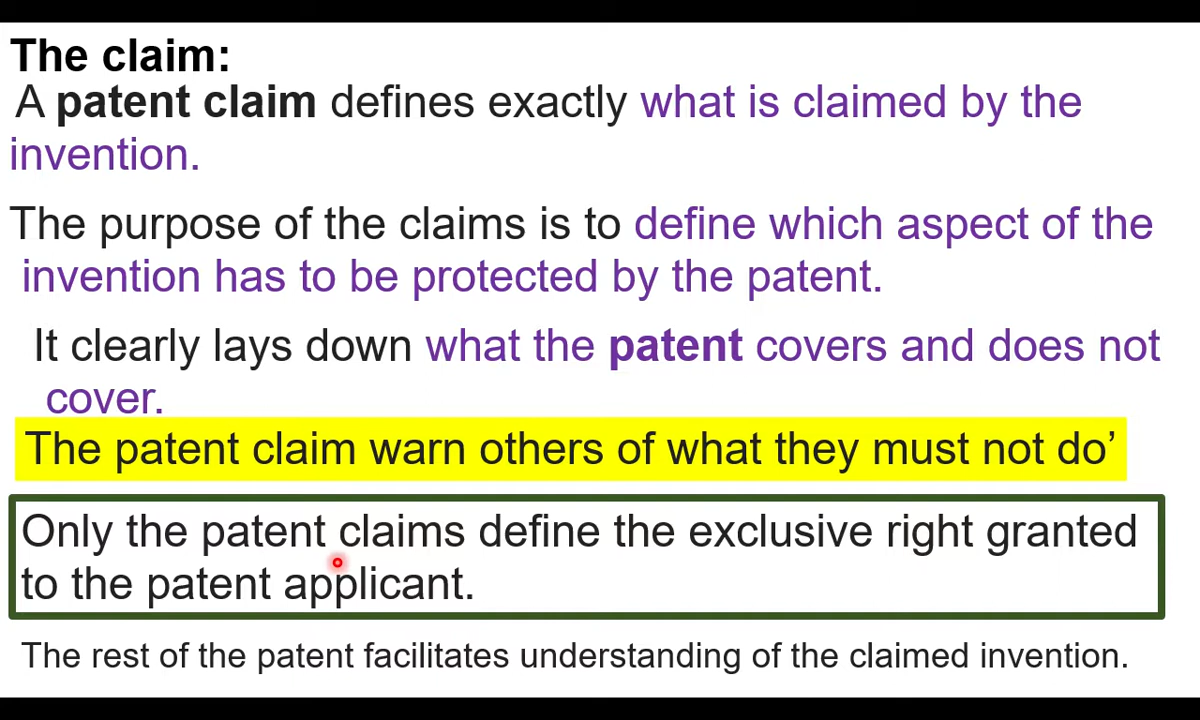 The claim:
A patent claim defines exactly what is claimed by the
invention.
The purpose of the claims is to define which aspect of the
invention has to be protected by the patent.
It clearly lays down what the patent covers and does not
cover.
The patent claim warn others of what they must not do’
Only the patent claims define the exclusive right granted
to the patent applicant.
The rest of the patent facilitates understanding of the claimed invention.